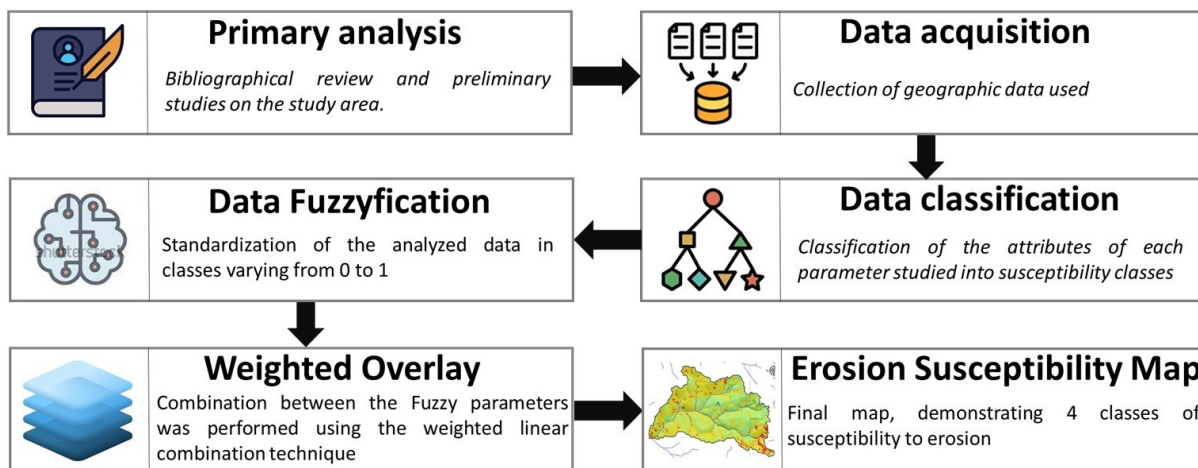 Primary analysis
Bibliographical review and preliminary
studies on the study area.
Data acquisition
Collection of geographic data used
Data Fuzzyfication
Standardization of the analyzed data in
classes varying from 0 to 1
shutterstock
Data classification
Classification of the attributes of each
parameter studied into susceptibility classes
Weighted Overlay
Combination between the Fuzzy parameters
was performed using the weighted linear
combination technique
Erosion Susceptibility Map
Final map, demonstrating 4 classes of
susceptibility to erosion